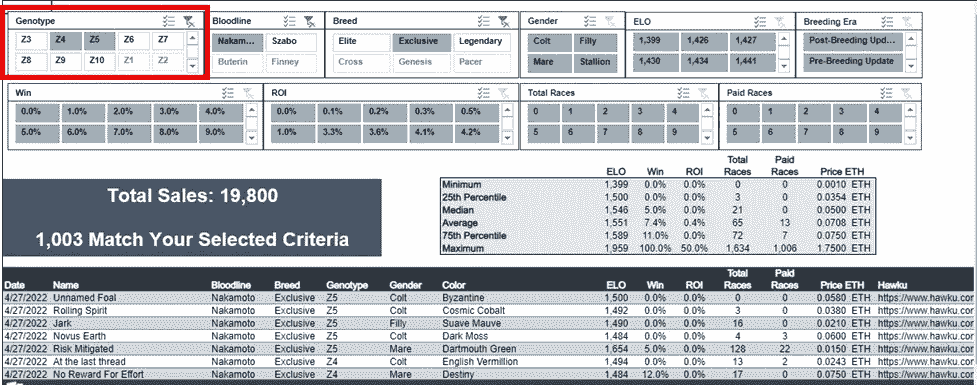 Genotype Bloodline Breed Gender ELO Breeding Era
Z3 Z4 Z5 Z6 Z7 Nakam... Szabo Elite Exclusive Legendary Colt Filly 1,399 1,426 1,427 Post-Breeding Upd...
Z8 Z9 Z10 Z1 Z2 Buterin Finney Cross Genesis Pacer Mare Stallion 1,430 1,434 1,441 Pre-Breeding Update
Win ROI Total Races Paid Races
0.0% 1.0% 2.0% 3.0% 4.0% 0.0% 0.1% 0.2% 0.3% 0.5% 0 1 2 3 4 0 1 2 3 4
5.0% 6.0% 7.0% 8.0% 9.0% 1.0% 3.3% 3.6% 4.1% 4.2% 5 6 7 8 9 5 6 7 8 9
Total Sales: 19,800
1,003 Match Your Selected Criteria
Total Paid
ELO Win ROI Races Races Price ETH
Minimum 1,399 0.0% 0.0% 0 0 0.0010 ETH
25th Percentile 1,500 0.0% 0.0% 3 0 0.0354 ETH
Median 1,546 5.0% 0.0% 21 0 0.0500 ETH
Average 1,551 7.4% 0.4% 65 13 0.0708 ETH
75th Percentile 1,589 11.0% 0.0% 72 7 0.0750 ETH
Maximum 1,959 100.0% 50.0% 1,634 1,006 1.7500 ETH
Total Paid
Date Name Bloodline Breed Genotype Gender Color ELO Win ROI Races Races Price ETH Hawku
4/27/2022 Unnamed Foal Nakamoto Exclusive Z5 Colt Byzantine 1,500 0.0% 0.0% 0 0 0.0580 ETH https://www.hawku.cor
4/27/2022 Rolling Spirit Nakamoto Exclusive Z5 Colt Cosmic Cobalt 1,492 0.0% 0.0% 3 0 0.0380 ETH https://www.hawku.cor
4/27/2022 Jark Nakamoto Exclusive Z5 Filly Suave Mauve 1,490 0.0% 0.0% 16 0 0.0210 ETH https://www.hawku.cor
4/27/2022 Novus Earth Nakamoto Exclusive Z5 Colt Dark Moss 1,484 0.0% 0.0% 4 3 0.0600 ETH https://www.hawku.cor
4/27/2022 Risk Mitigated Nakamoto Exclusive Z5 Mare Dartmouth Green 1,654 5.0% 0.0% 128 22 0.0150 ETH https://www.hawku.cor
4/27/2022 At the last thread Nakamoto Exclusive Z4 Colt English Vermillion 1,494 0.0% 0.0% 13 2 0.0243 ETH https://www.hawku.cor
4/27/2022 No Reward For Effort Nakamoto Exclusive Z4 Mare Destiny 1,484 12.0% 0.0% 17 0 0.0750 ETH https://www.hawku.cor